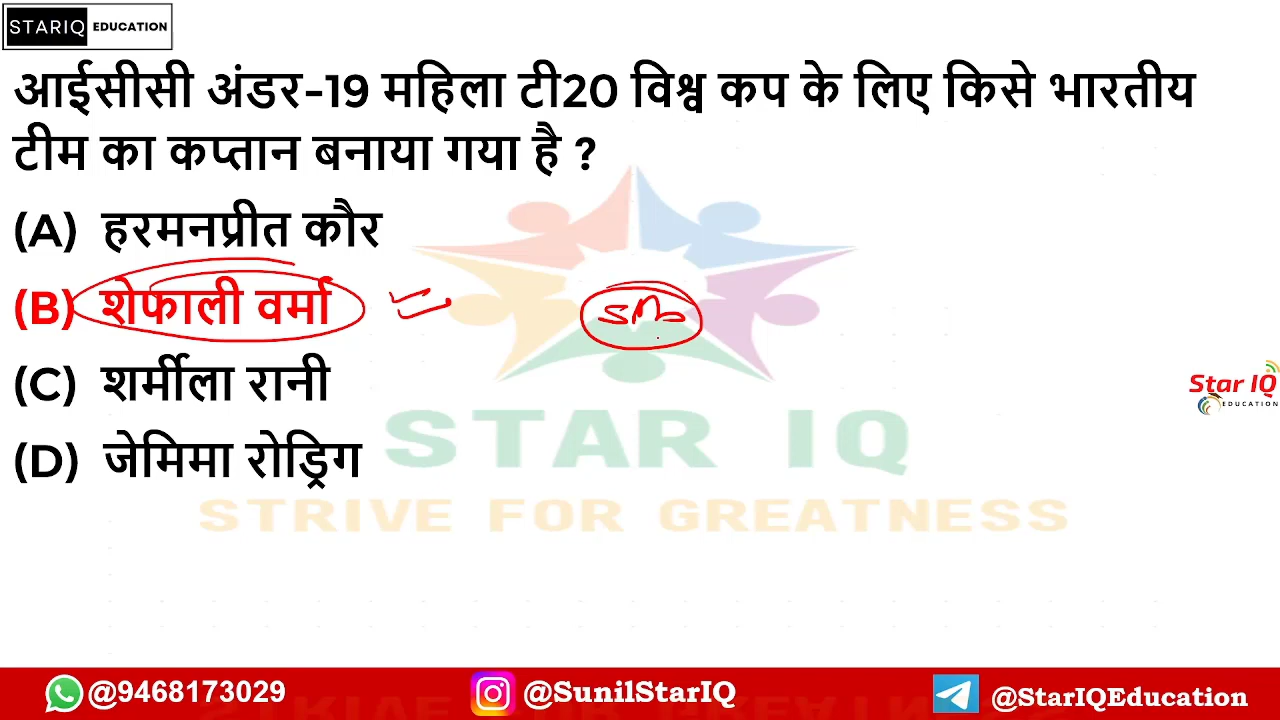 STARIQ EDUCATION
आईसीसी अंडर-19 महिला टी20 विश्व कप के लिए किसे भारतीय
टीम का कप्तान बनाया गया है ?
(A) हरमनप्रीत कौर
(B) शेफाली वर्मा
(C) शर्मीला रानी
(D) जेमिमा रोड्रिग
STAR IQ
STRIVE FOR GREATNESS
Star IQ
EDUCATION
@9468173029 @SunilStarIQ @StarIQEducation